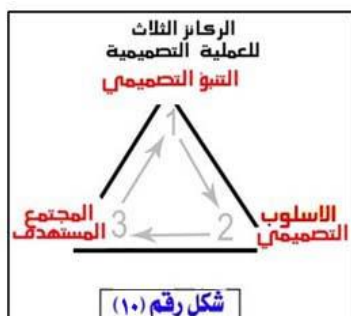 الركائز الثلاث
للعملية التصميمية
التنبؤ التصميمي
1
المجتمع
المستهدف
3
2
الاسلوب
التصميمي
شكل رقم (١٠)